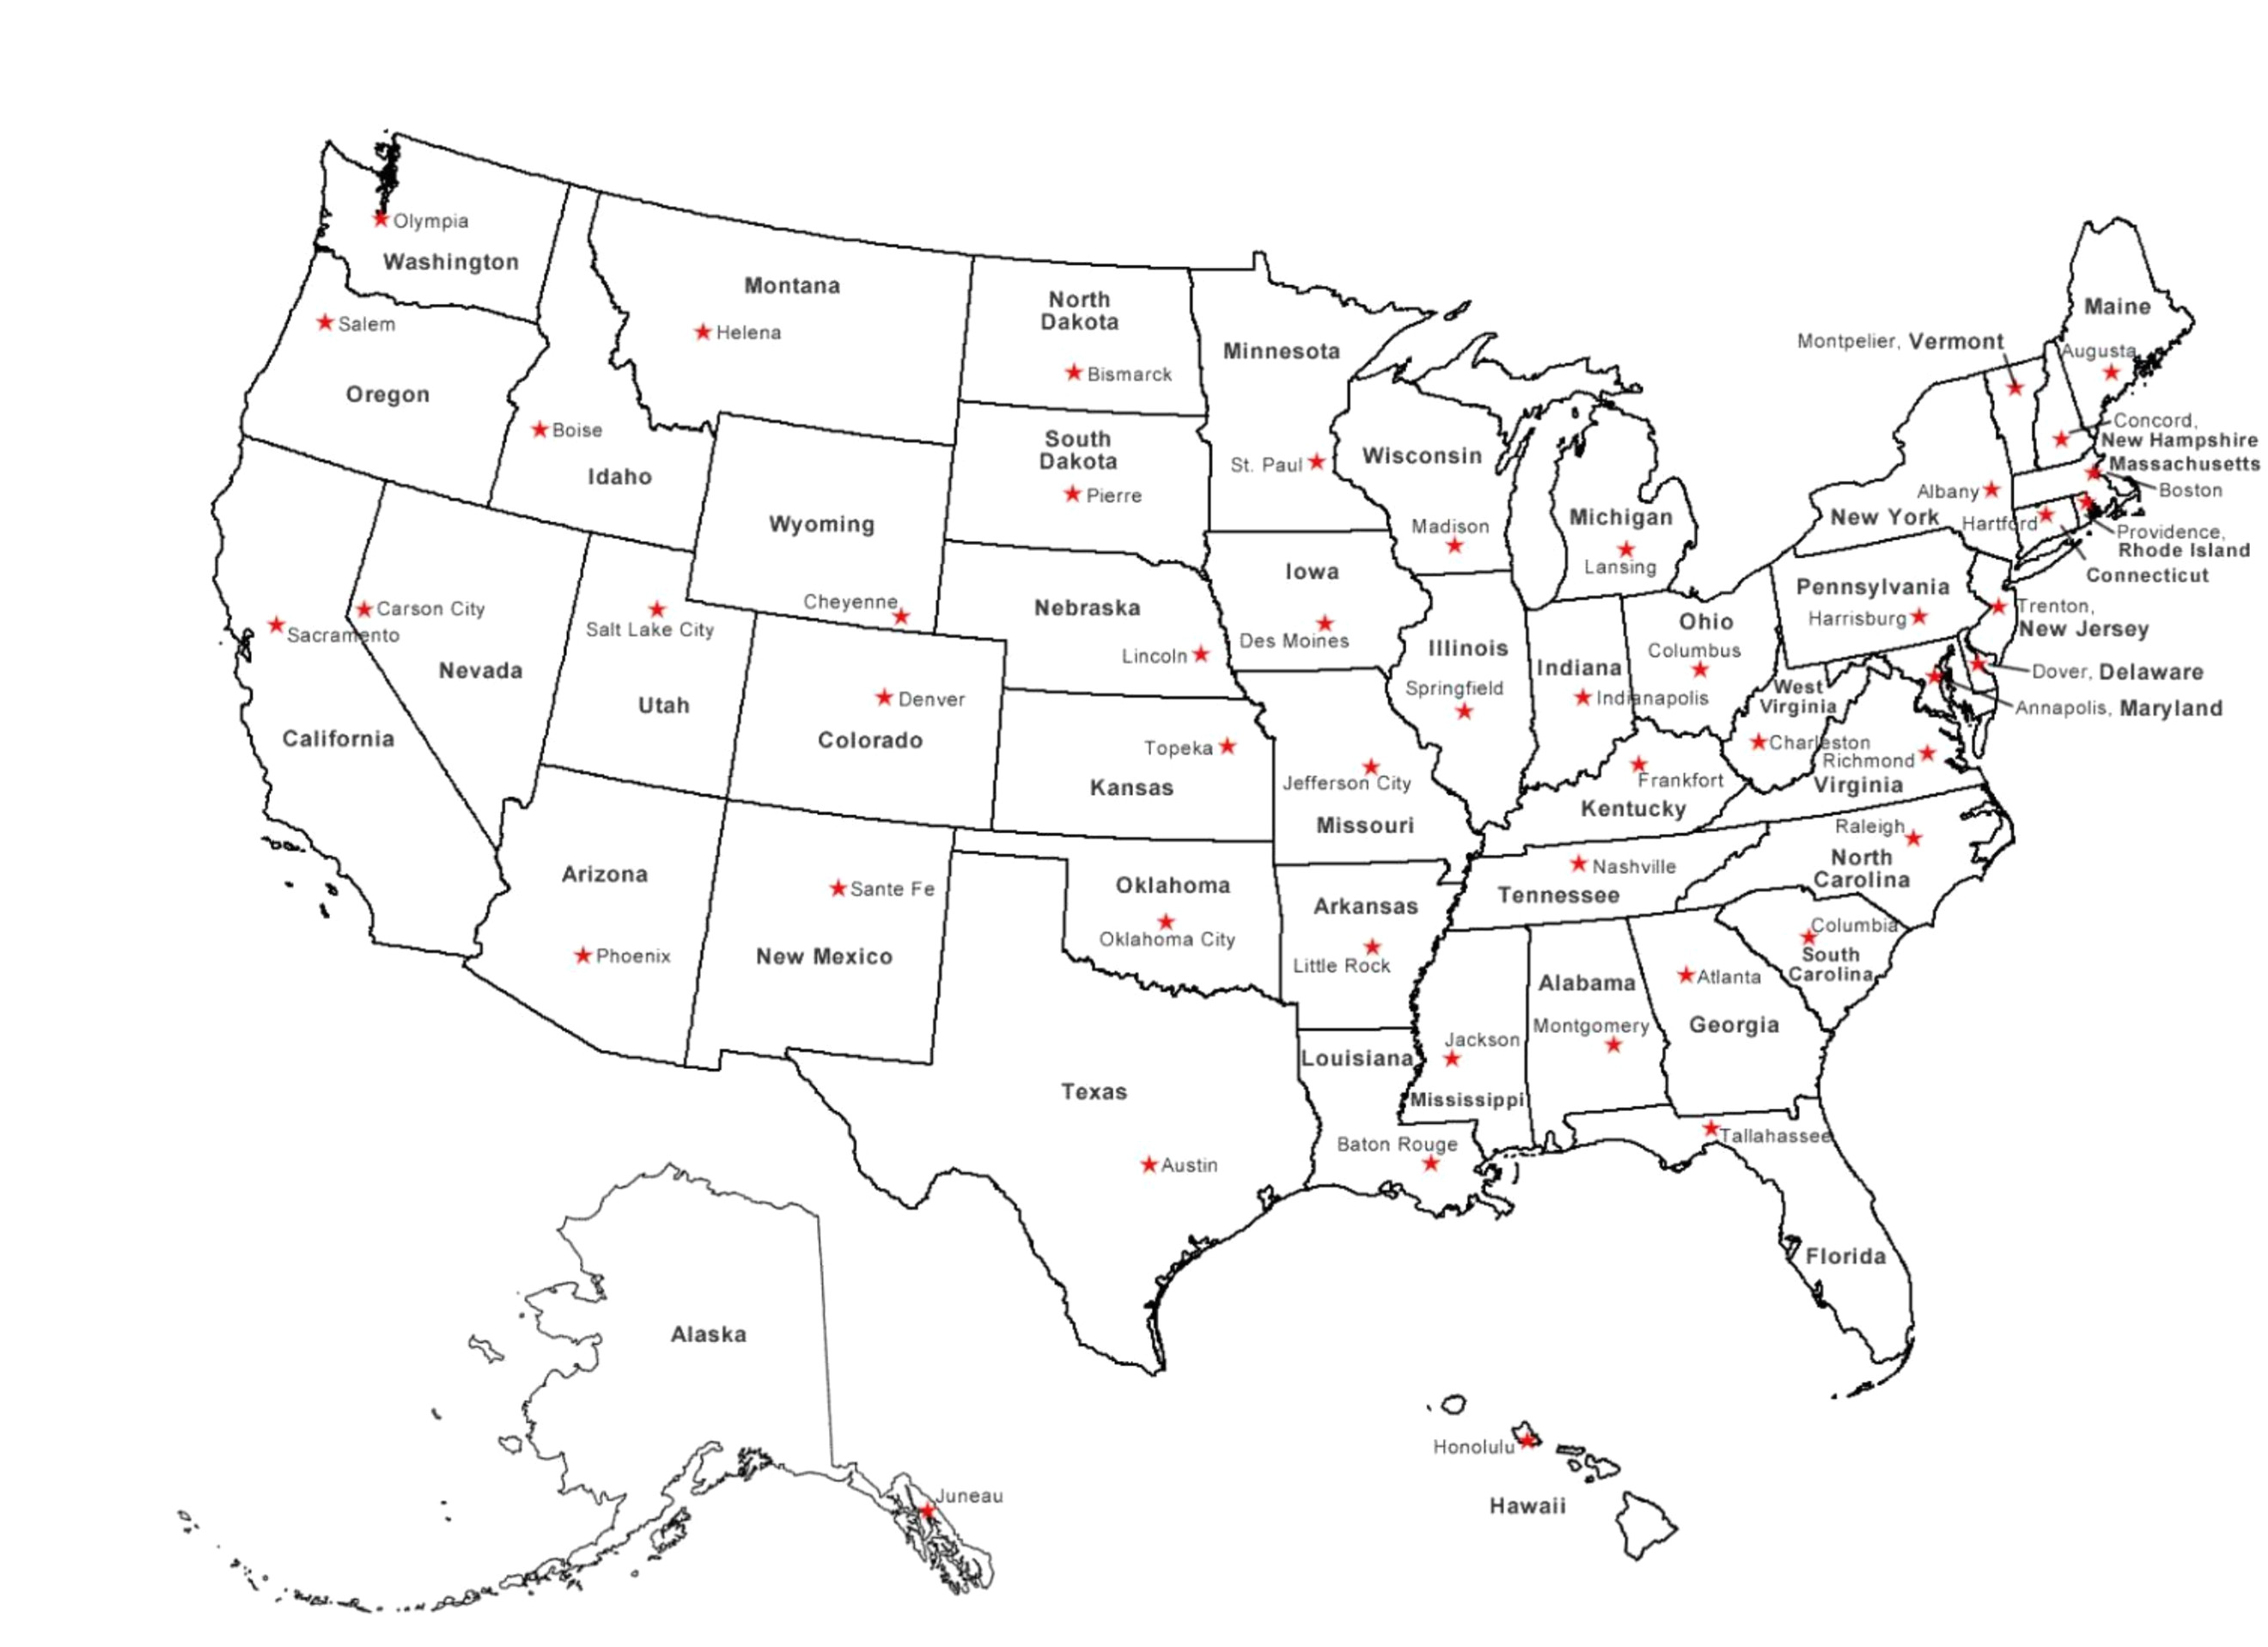 Olympia
Washington
Salem
Oregon
Boise
Idaho
Montana
Helena
North
Dakota
Bismarck
South
Dakota
Pierre
Minnesota
St. Paul
Wisconsin
Madison
Michigan
Lansing
Maine
Augusta
Montpelier, Vermont
Concord,
New Hampshire
Massachusetts
Boston
Albany
New York
Hartford
Providence,
Rhode Island
Connecticut
Wyoming
Cheyenne
Nebraska
Lincoln
Iowa
Des Moines
Illinois
Springfield
Indiana
Indianapolis
Ohio
Columbus
Pennsylvania
Harrisburg
Trenton,
New Jersey
Dover, Delaware
Annapolis, Maryland
West
Virginia
Charleston
Richmond
Virginia
Sacramento
California
Carson City
Nevada
Salt Lake City
Utah
Denver
Colorado
Topeka
Kansas
Jefferson City
Missouri
Frankfort
Kentucky
Nashville
Tennessee
Raleigh
North
Carolina
Columbia
South
Carolina
Arizona
Phoenix
Sante Fe
New Mexico
Oklahoma
Oklahoma City
Arkansas
Little Rock
Louisiana
Baton Rouge
Jackson
Mississippi
Alabama
Montgomery
Atlanta
Georgia
Tallahassee
Florida
Texas
Austin
Alaska
Juneau
Honolulu
Hawaii